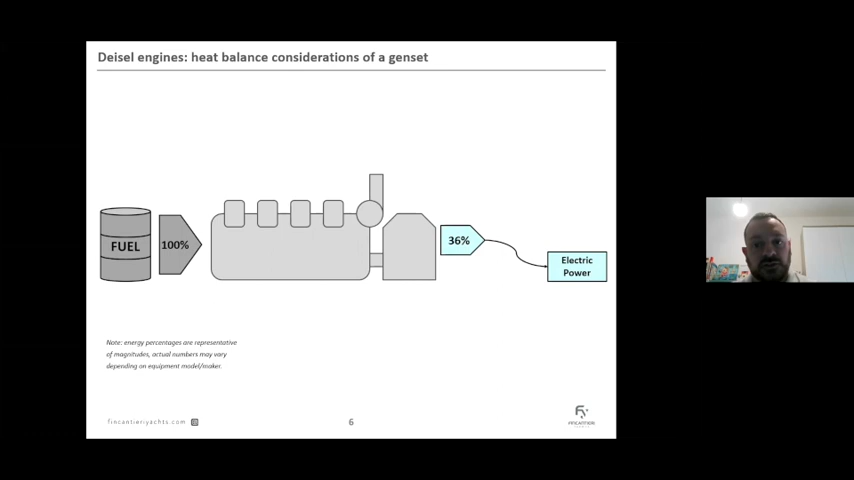 Deisel engines: heat balance considerations of a genset
FUEL
100%
36%
Electric
Power
Note: energy percentages are representative
of magnitudes, actual numbers may vary
depending on equipment model/maker.
fincantieriyachts.com
6
FINCANTIERI